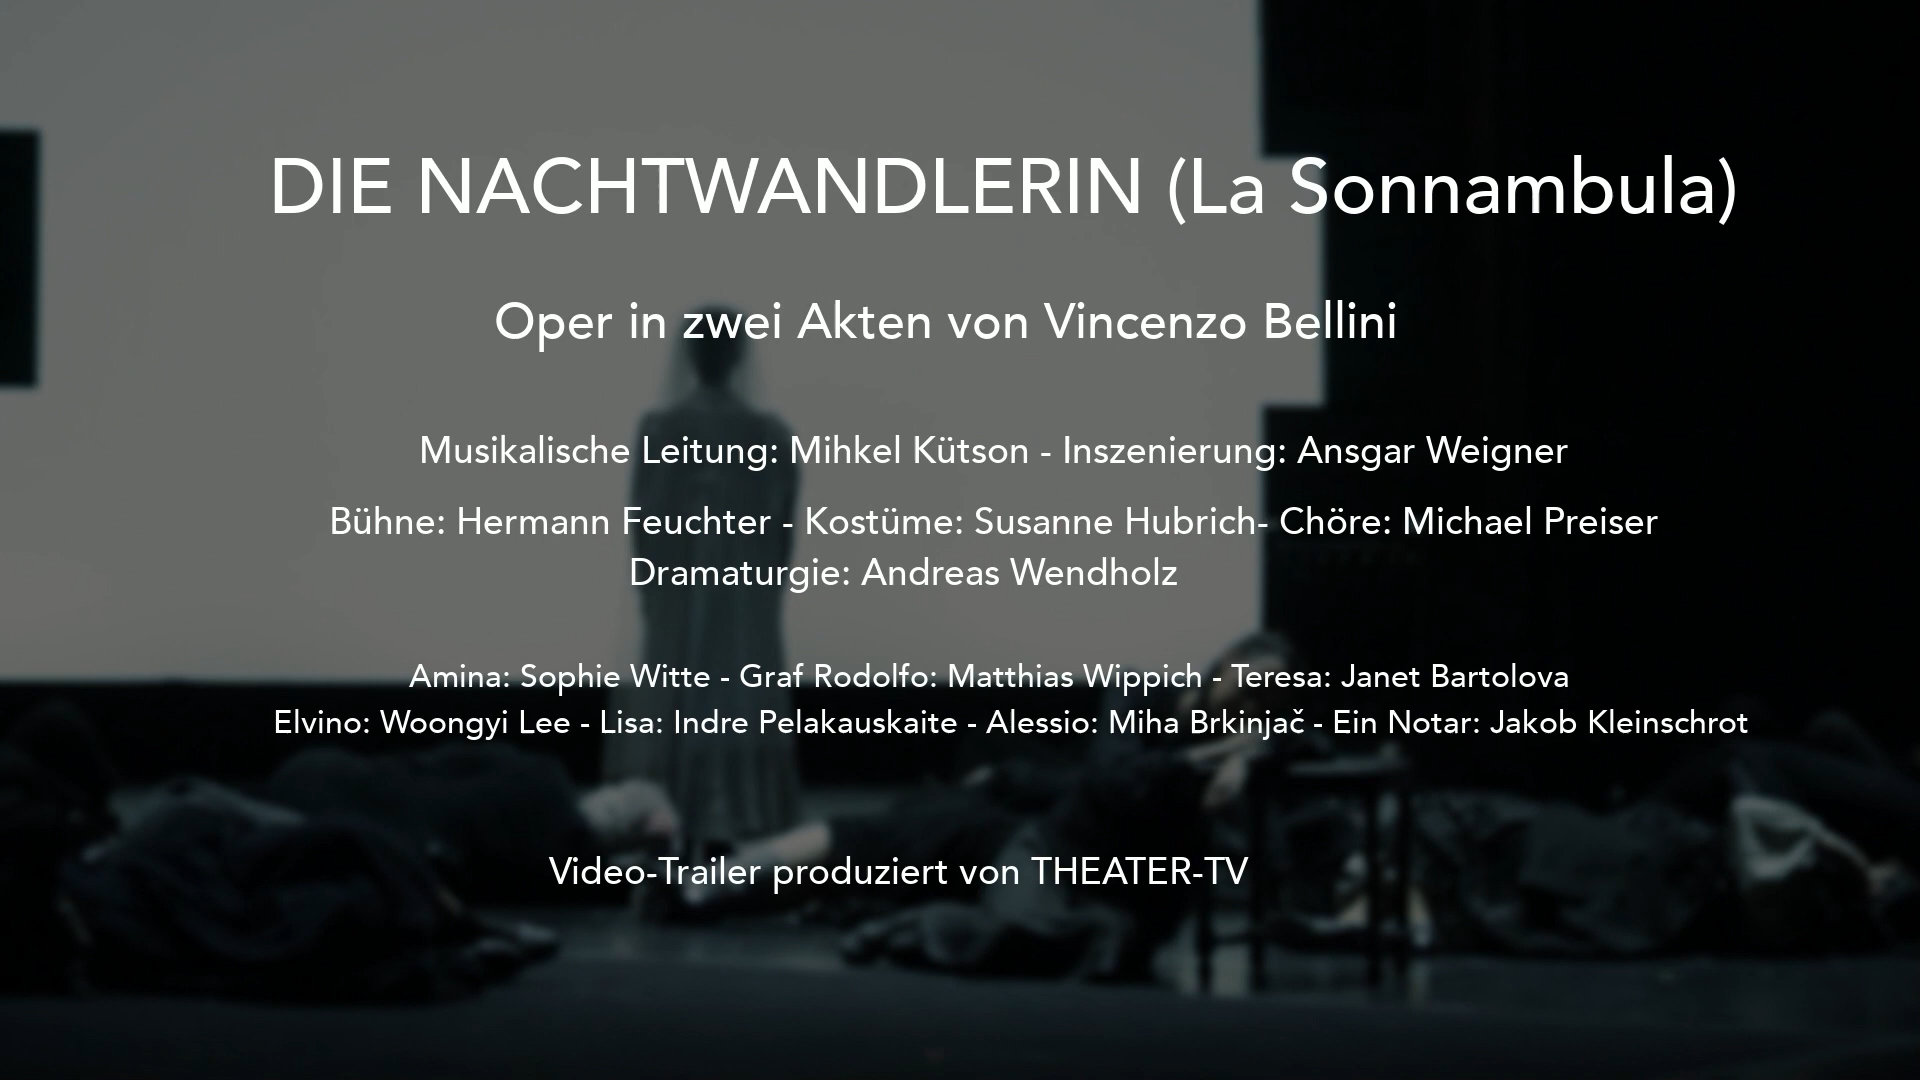 DIE NACHTWANDLERIN (La Sonnambula)
Oper in zwei Akten von Vincenzo Bellini
Musikalische Leitung: Mihkel Kütson - Inszenierung: Ansgar Weigner
Bühne: Hermann Feuchter - Kostüme: Susanne Hubrich- Chöre: Michael Preiser
Dramaturgie: Andreas Wendholz
Amina: Sophie Witte - Graf Rodolfo: Matthias Wippich - Teresa: Janet Bartolova
Elvino: Woongyi Lee - Lisa: Indre Pelakauskaite - Alessio: Miha Brkinjač - Ein Notar: Jakob Kleinschrot
Video-Trailer produziert von THEATER-TV